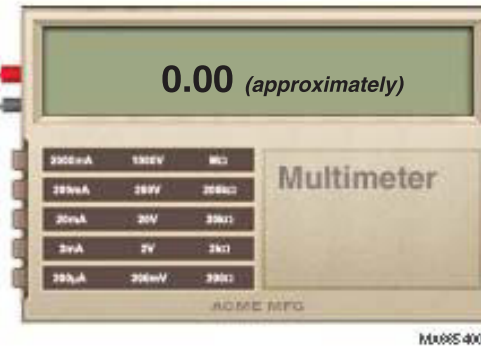 0.00 (approximately)
2000mA 1000V MΩ
200mA 200V 200kΩ
20mA 20V 20kΩ
2mA 2V 2kΩ
200µA 200mV 200Ω
Multimeter
ACME MFG